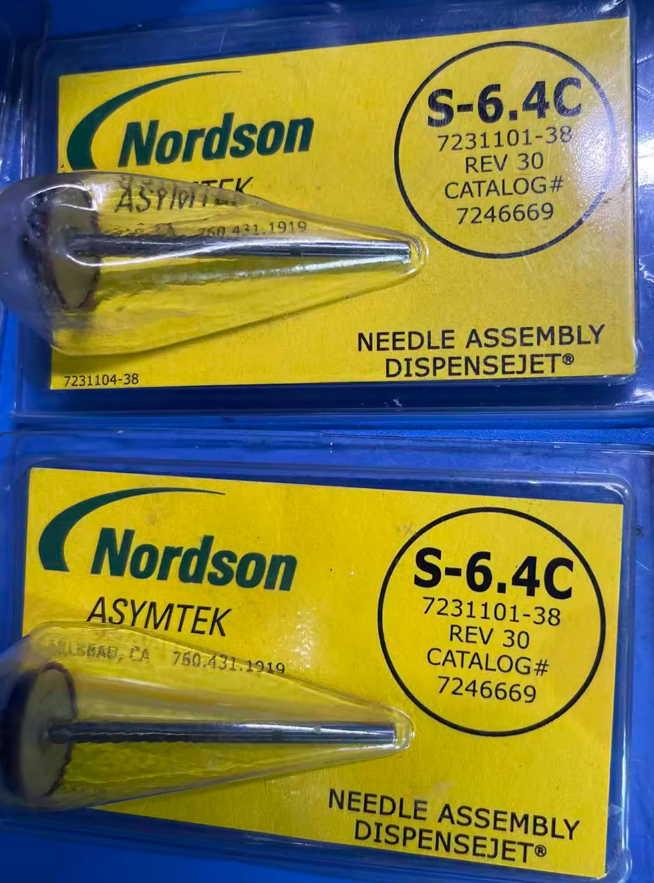 Nordson
ASYMTEK
760.431.1919
S-6.4C
7231101-38
REV 30
CATALOG#
7246669
NEEDLE ASSEMBLY
DISPENSEJET®
7231104-38
Nordson
ASYMTEK
CA 760.431.1919
S-6.4C
7231101-38
REV 30
CATALOG#
7246669
NEEDLE ASSEMBLY
DISPENSEJET®